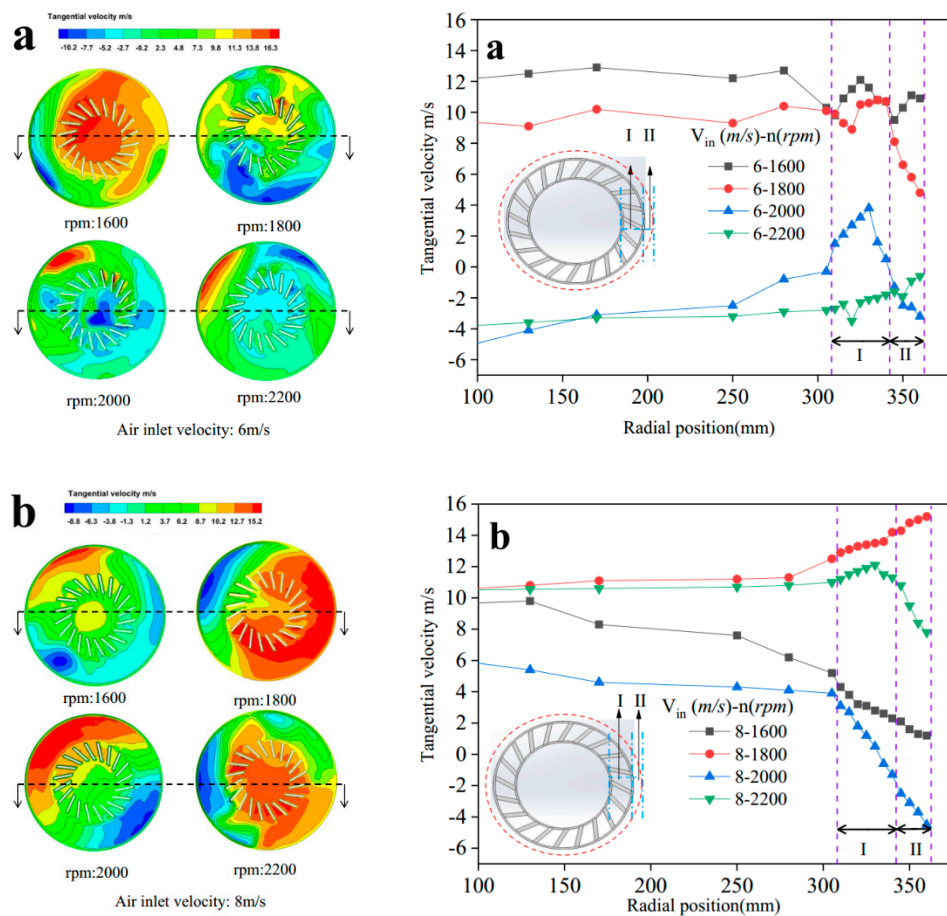 a
Tangential velocity m/s
-10.2 -7.7 -5.2 -2.7 -0.2 2.3 4.8 7.3 9.8 11.3 13.8 16.3
rpm:1600
rpm:1800
rpm:2000
rpm:2200
Air inlet velocity: 6m/s
a
Tangential velocity m/s
16
14
12
10
8
6
4
2
0
-2
-4
-6
I II
V in (m/s)-n(rpm)
6-1600
6-1800
6-2000
6-2200
I
II
100 150 200 250 300 350
Radial position(mm)
b
Tangential velocity m/s
-8.8 -6.3 -3.8 -1.3 1.2 3.7 6.2 8.7 10.2 12.7 15.2
rpm:1600
rpm:1800
rpm:2000
rpm:2200
Air inlet velocity: 8m/s
b
Tangential velocity m/s
16
14
12
10
8
6
4
2
0
-2
-4
-6
I II
V in (m/s)-n(rpm)
8-1600
8-1800
8-2000
8-2200
I
II
100 150 200 250 300 350
Radial position(mm)